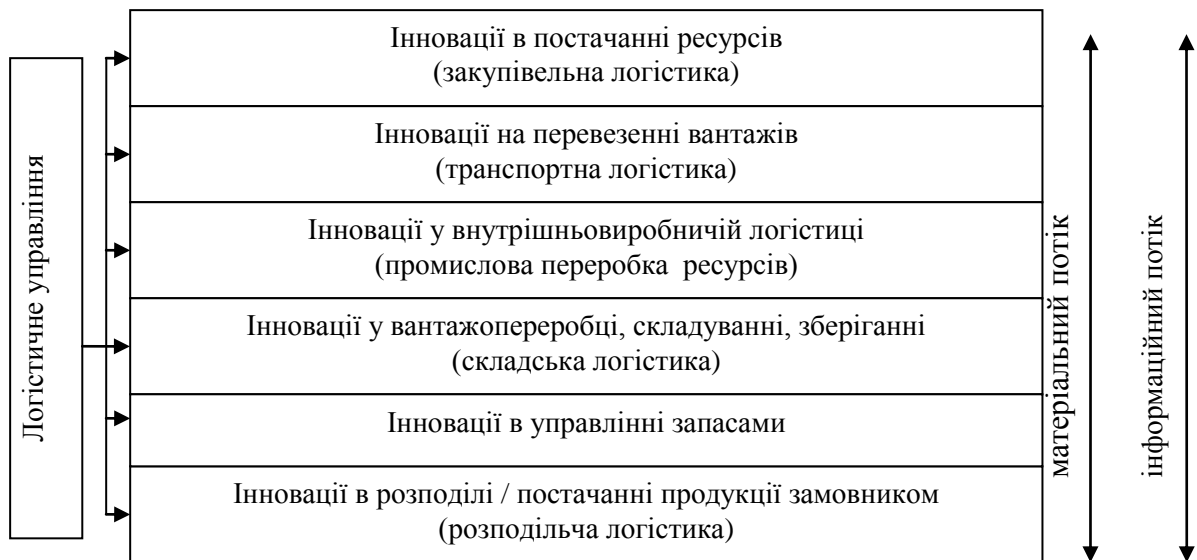 Логістичне управління
Інновації в постачанні ресурсів
(закупівельна логістика)
Інновації на перевезенні вантажів
(транспортна логістика)
Інновації у внутрішньовиробничій логістиці
(промислова переробка ресурсів)
Інновації у вантажопереробці, складуванні, зберіганні
(складська логістика)
Інновації в управлінні запасами
Інновації в розподілі / постачанні продукції замовником
(розподільча логістика)
матеріальний потік
інформаційний потік